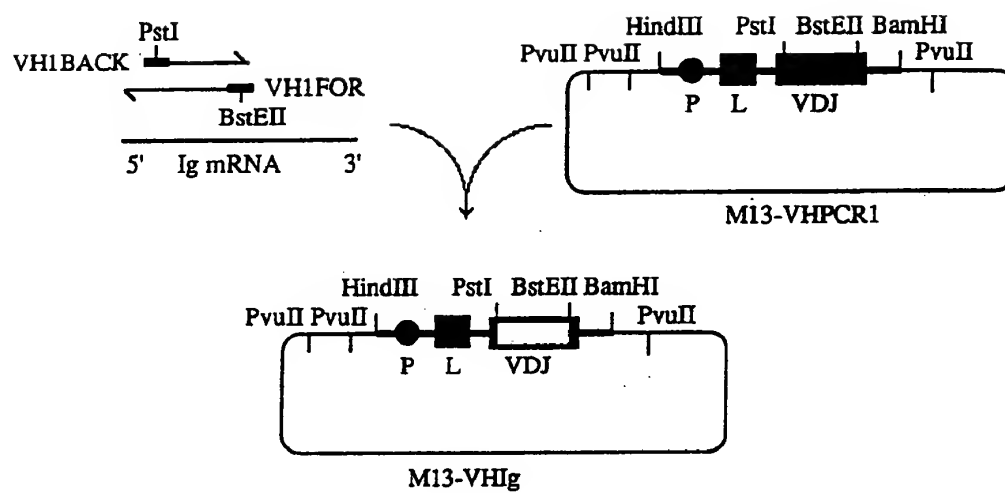 PstI
VH1BACK
VH1FOR
BstEII
5' Ig mRNA 3'
HindIII PstI BstEII BamHI
PvuII PvuII PvuII
P L VDJ
M13-VHPCR1
HindIII PstI BstEII BamHI
PvuII PvuII PvuII
P L VDJ
M13-VHIg